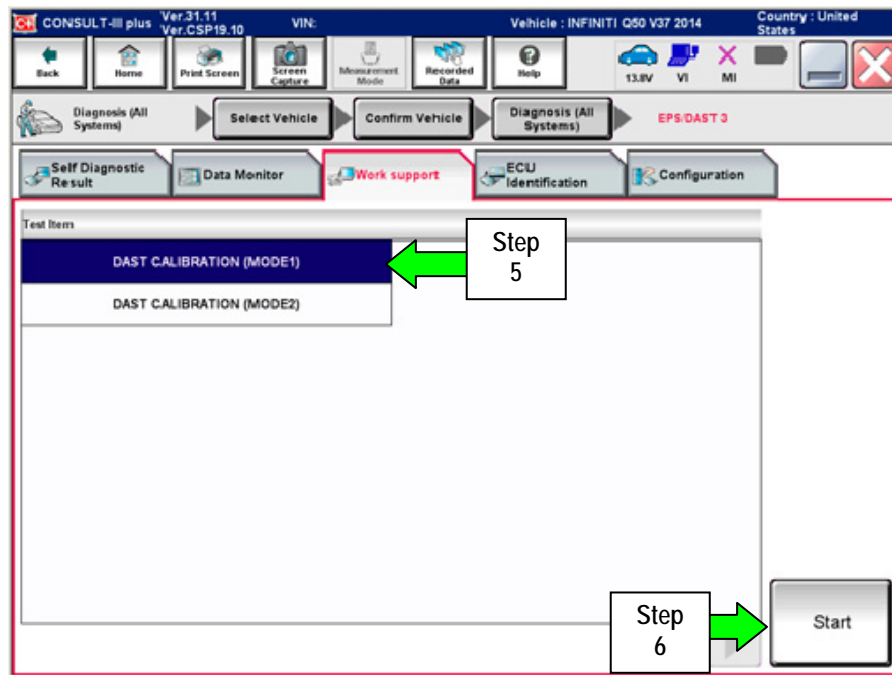 CONSULT-III plus Ver.31.11 VIN: Vehicle : INFINITI Q50 V37 2014 Country : United
Ver.CSP19.10 States
Back Home Print Screen Screen Capture Measurement Mode Recorded Data Help 13.8V VI MI
Diagnosis (All Systems) Select Vehicle Confirm Vehicle Diagnosis (All Systems) EPS/DAST 3
Self Diagnostic Result Data Monitor Work support ECU Identification Configuration
Test Item
Step
5
DAST CALIBRATION (MODE1)
DAST CALIBRATION (MODE2)
Step
6
Start